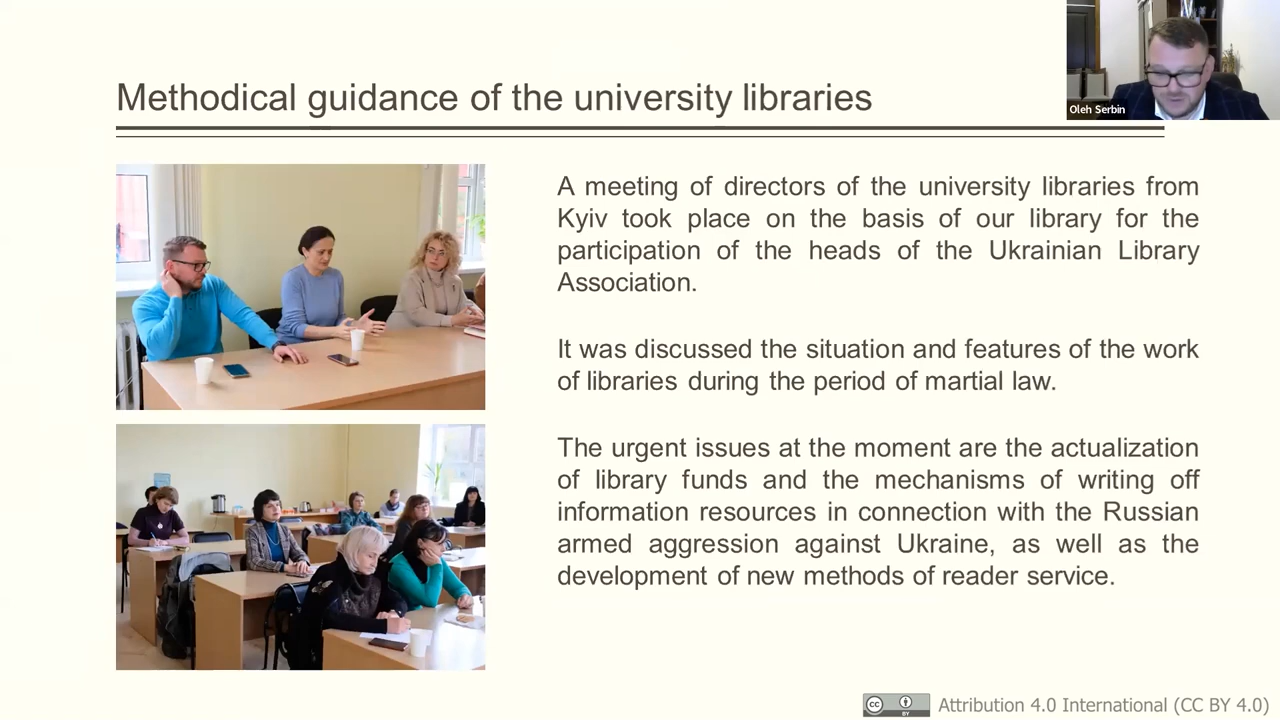 Methodical guidance of the university libraries
Oleh Serbin
A meeting of directors of the university libraries from
Kyiv took place on the basis of our library for the
participation of the heads of the Ukrainian Library
Association.
It was discussed the situation and features of the work
of libraries during the period of martial law.
The urgent issues at the moment are the actualization
of library funds and the mechanisms of writing off
information resources in connection with the Russian
armed aggression against Ukraine, as well as the
development of new methods of reader service.
cc
BY
Attribution 4.0 International (CC BY 4.0)